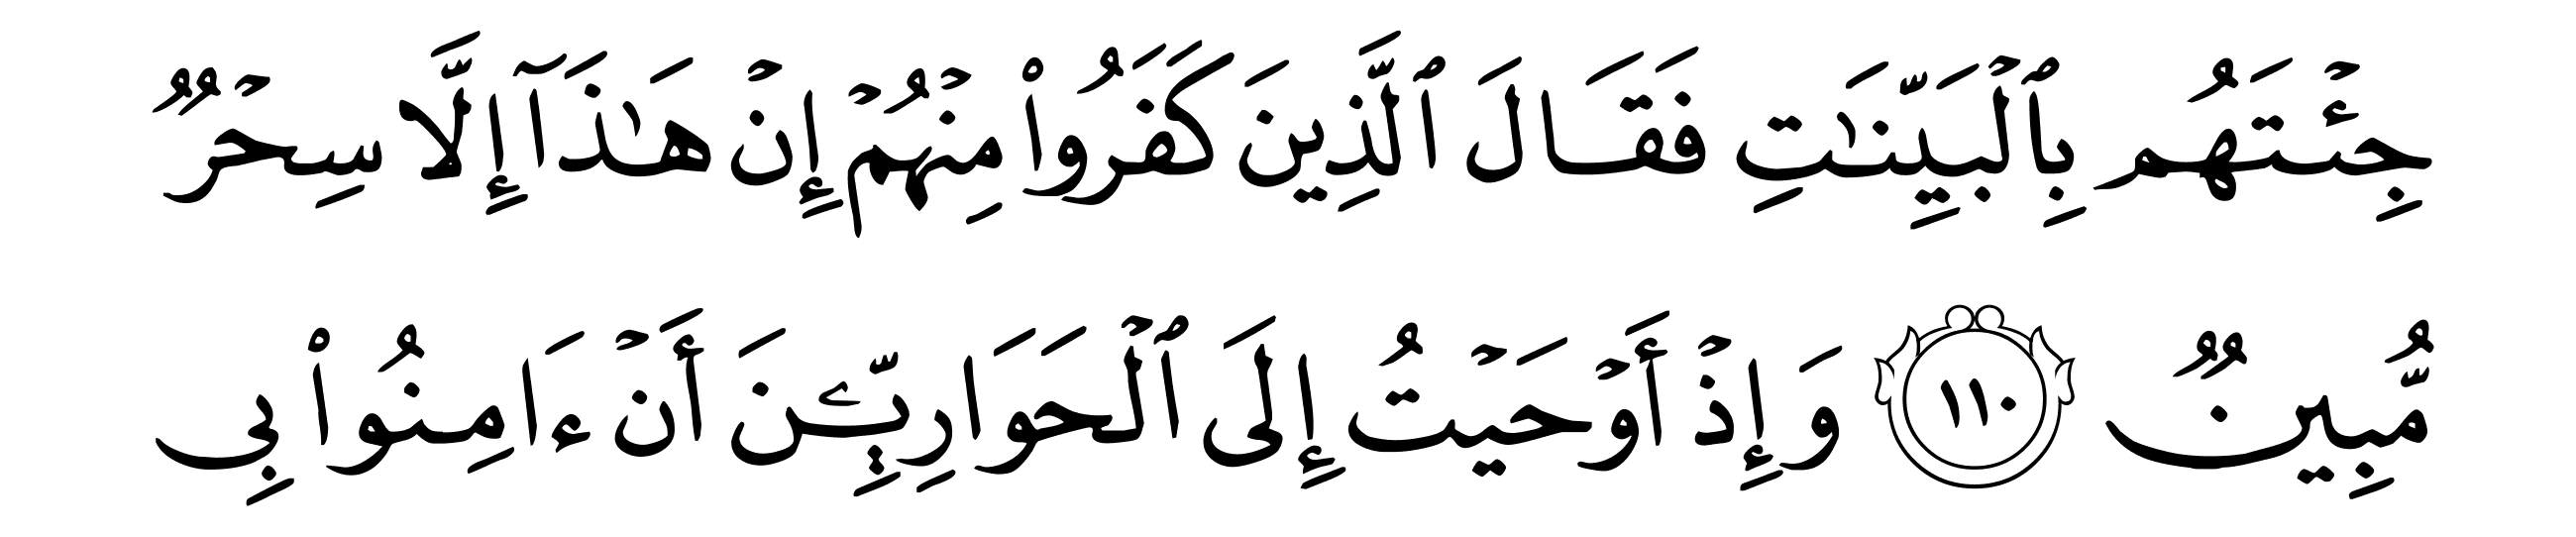 جِئۡتَهُم بِٱلۡبَيِّنَٰتِ فَقَالَ ٱلَّذِينَ كَفَرُواْ مِنۡهُمۡ إِنۡ هَٰذَآ إِلَّا سِحۡرٞ
مُّبِينٞ ١١٠ وَإِذۡ أَوۡحَيۡتُ إِلَى ٱلۡحَوَارِيِّـۧنَ أَنۡ ءَامِنُواْ بِي